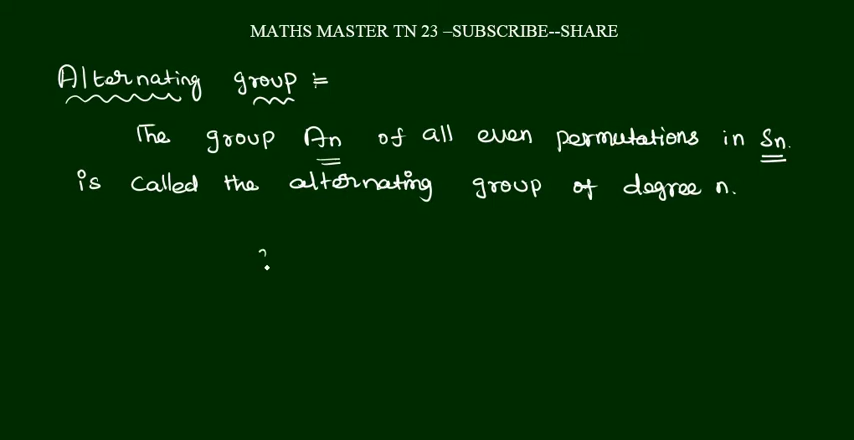 MATHS MASTER TN 23 –SUBSCRIBE--SHARE
Alternating group :=
The group An of all even permutations in Sn.
is called the alternating group of degree n.